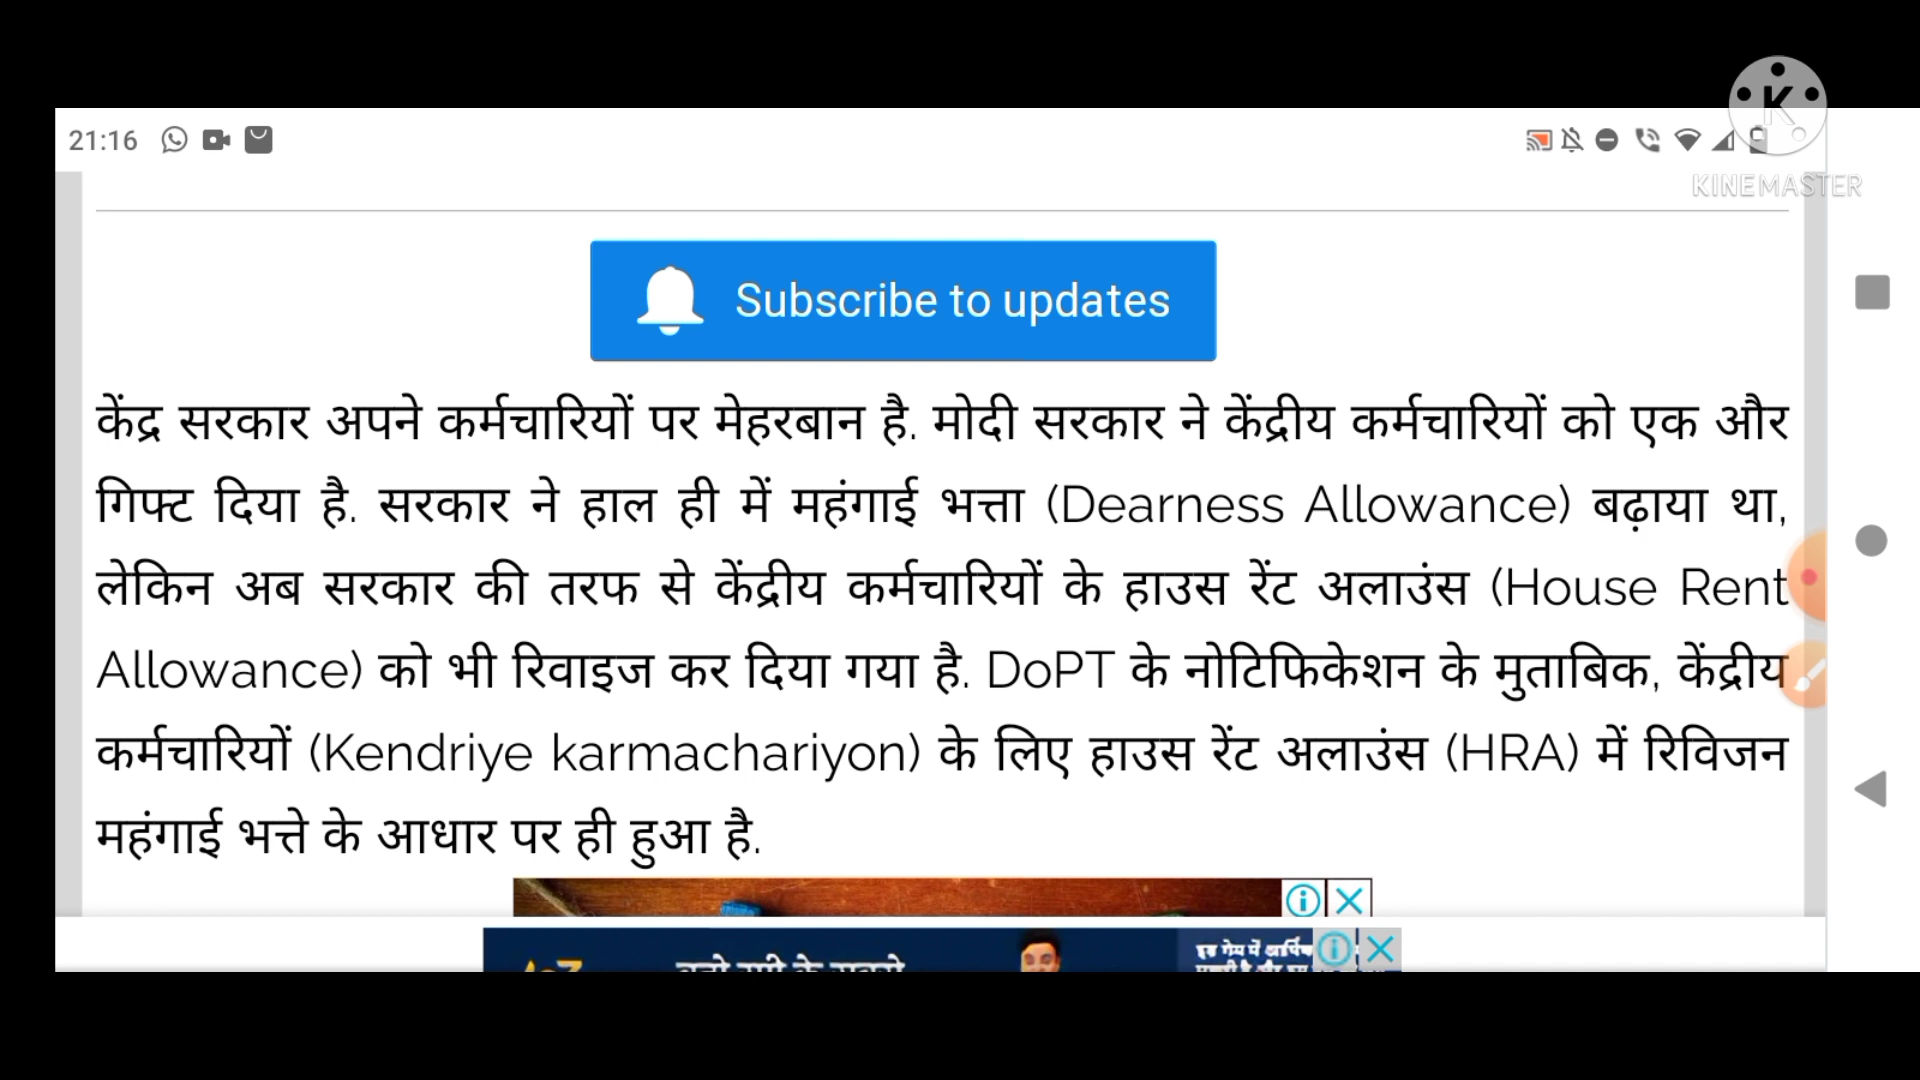 21:16
K
KINEMASTER
Subscribe to updates
केंद्र सरकार अपने कर्मचारियों पर मेहरबान है. मोदी सरकार ने केंद्रीय कर्मचारियों को एक और
गिफ्ट दिया है. सरकार ने हाल ही में महंगाई भत्ता (Dearness Allowance) बढ़ाया था,
लेकिन अब सरकार की तरफ से केंद्रीय कर्मचारियों के हाउस रेंट अलाउंस (House Rent
Allowance) को भी रिवाइज कर दिया गया है. DoPT के नोटिफिकेशन के मुताबिक, केंद्रीय
कर्मचारियों (Kendriye karmachariyon) के लिए हाउस रेंट अलाउंस (HRA) में रिविजन
महंगाई भत्ते के आधार पर ही हुआ है.
इस गेम में